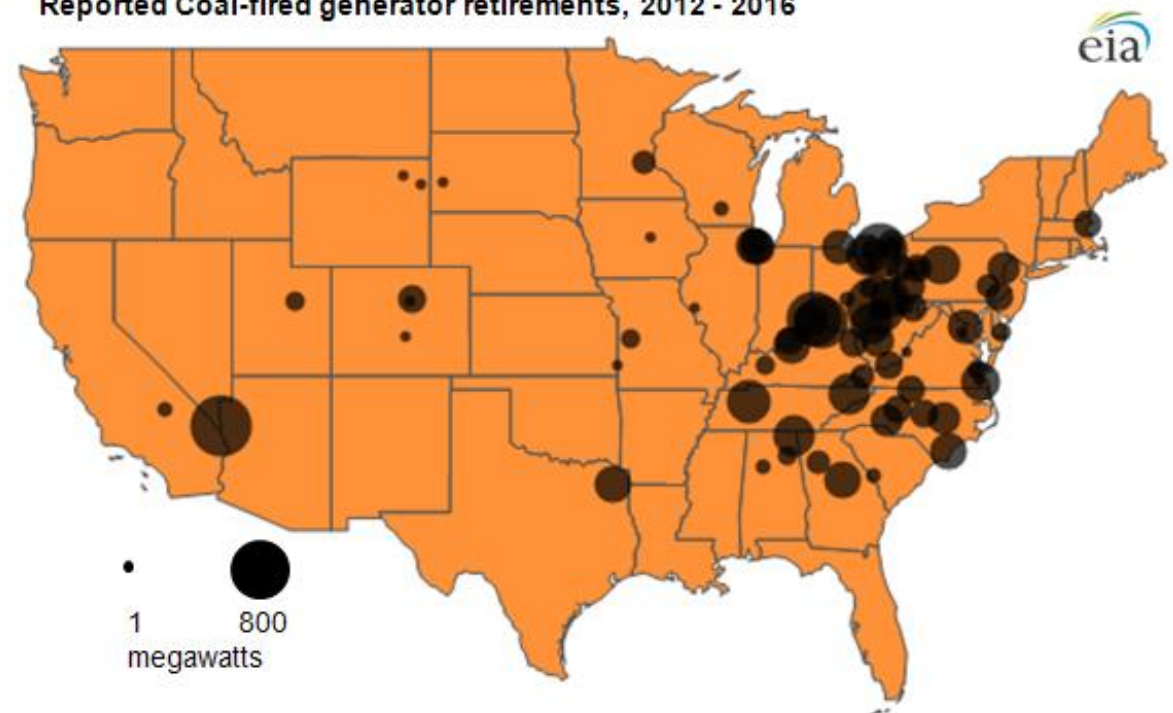 Reported Coal-fired generator retirements, 2012 - 2016
eia
1 800
megawatts